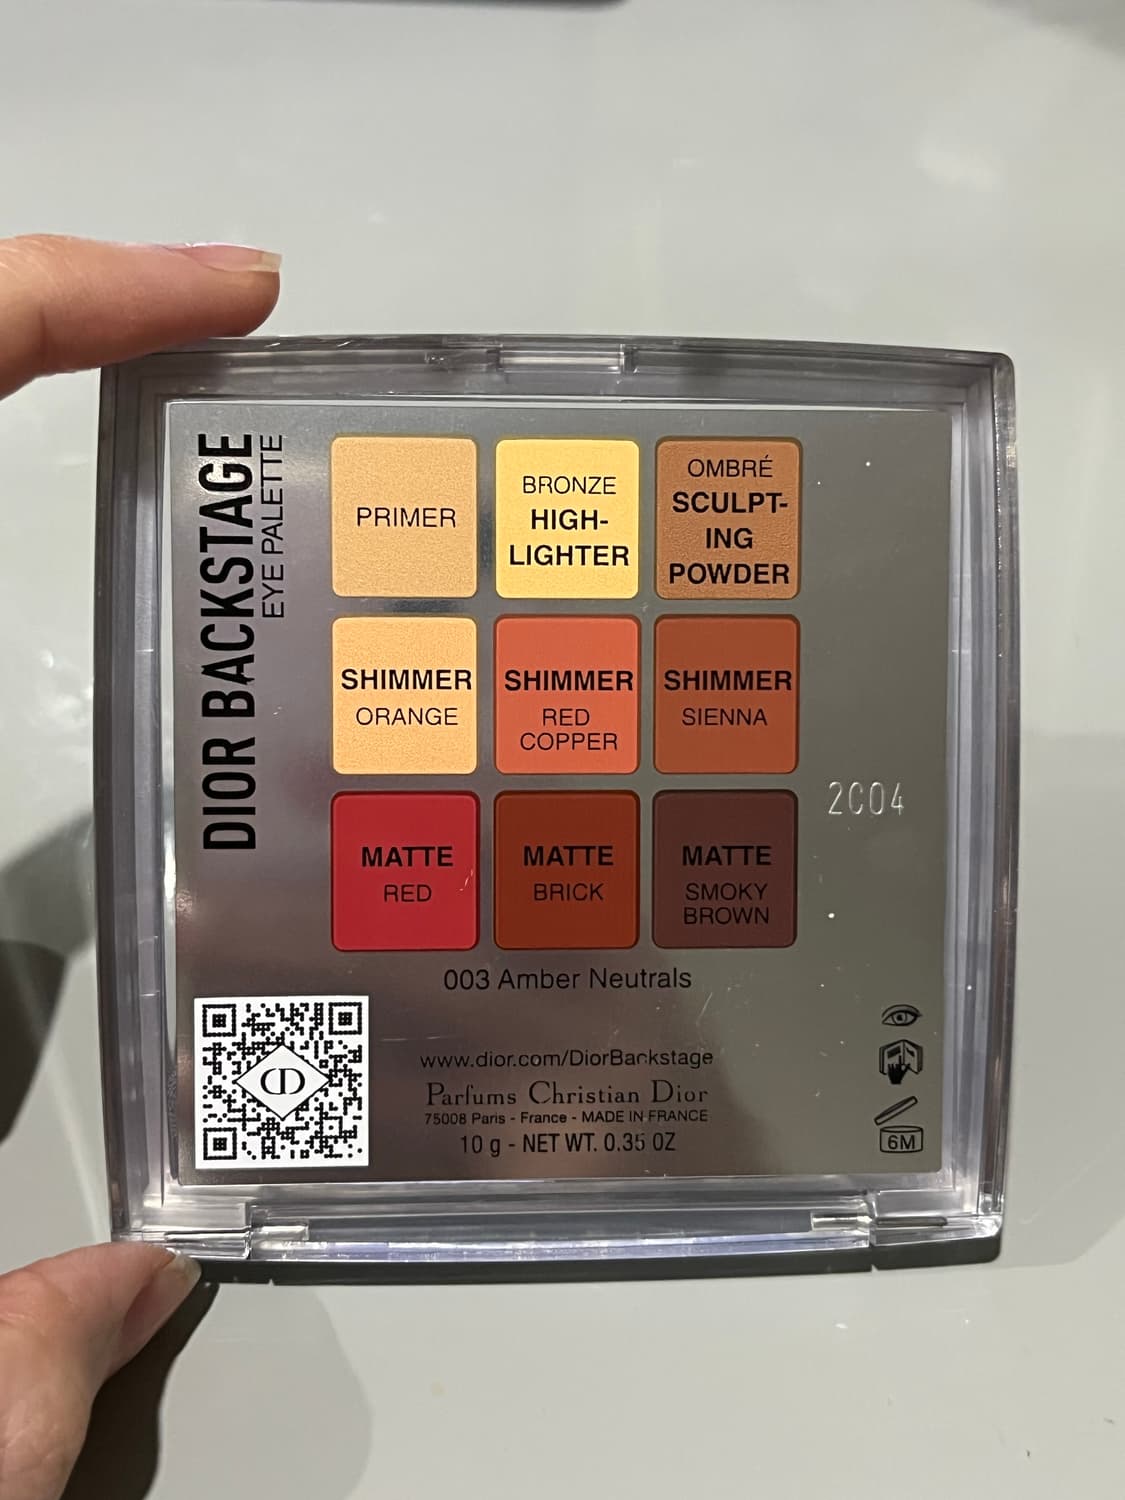 DIOR BACKSTAGE
EYE PALETTE
PRIMER
BRONZE
HIGH-
LIGHTER
OMBRÉ
SCULPT-
ING
POWDER
SHIMMER
ORANGE
SHIMMER
RED
COPPER
SHIMMER
SIENNA
2C04
MATTE
RED
MATTE
BRICK
MATTE
SMOKY
BROWN
003 Amber Neutrals
CD
www.dior.com/DiorBackstage
Parfums Christian Dior
75008 Paris - France - MADE IN FRANCE
10 g - NET WT. 0.35 OZ
6M